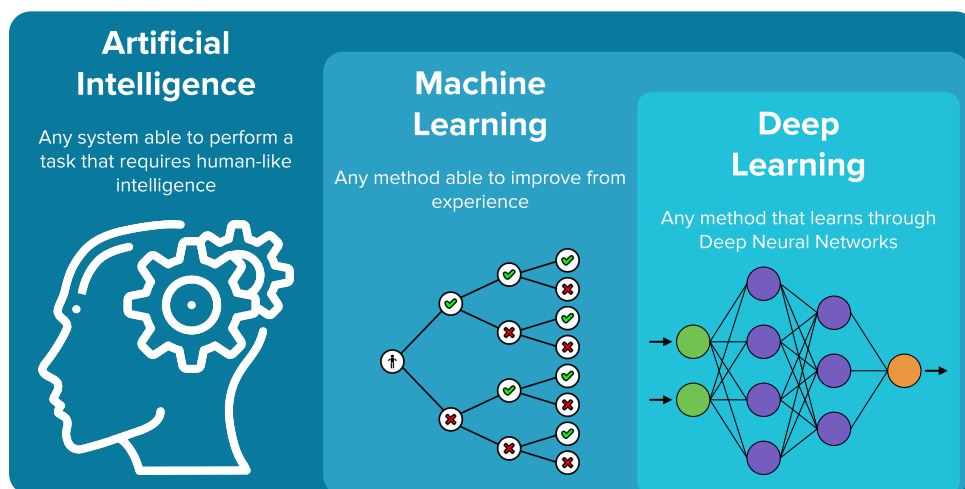 Artificial
Intelligence
Any system able to perform a
task that requires human-like
intelligence
Machine
Learning
Any method able to improve from
experience
Deep
Learning
Any method that learns through
Deep Neural Networks